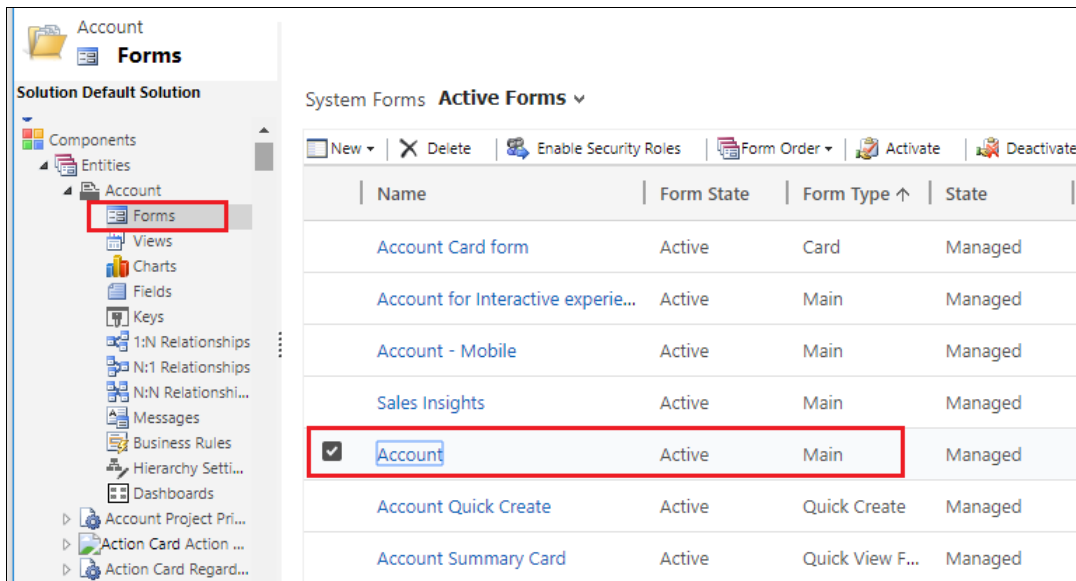 Account
Forms
Solution Default Solution
Components
Entities
Account
Forms
Views
Charts
Fields
Keys
1:N Relationships
N:1 Relationships
N:N Relationshi...
Messages
Business Rules
Hierarchy Setti...
Dashboards
Account Project Pri...
Action Card Action ...
Action Card Regard...
System Forms Active Forms
New Delete Enable Security Roles Form Order Activate Deactivate
Name Form State Form Type ↑ State
Account Card form Active Card Managed
Account for Interactive experie... Active Main Managed
Account - Mobile Active Main Managed
Sales Insights Active Main Managed
Account Active Main Managed
Account Quick Create Active Quick Create Managed
Account Summary Card Active Quick View F... Managed